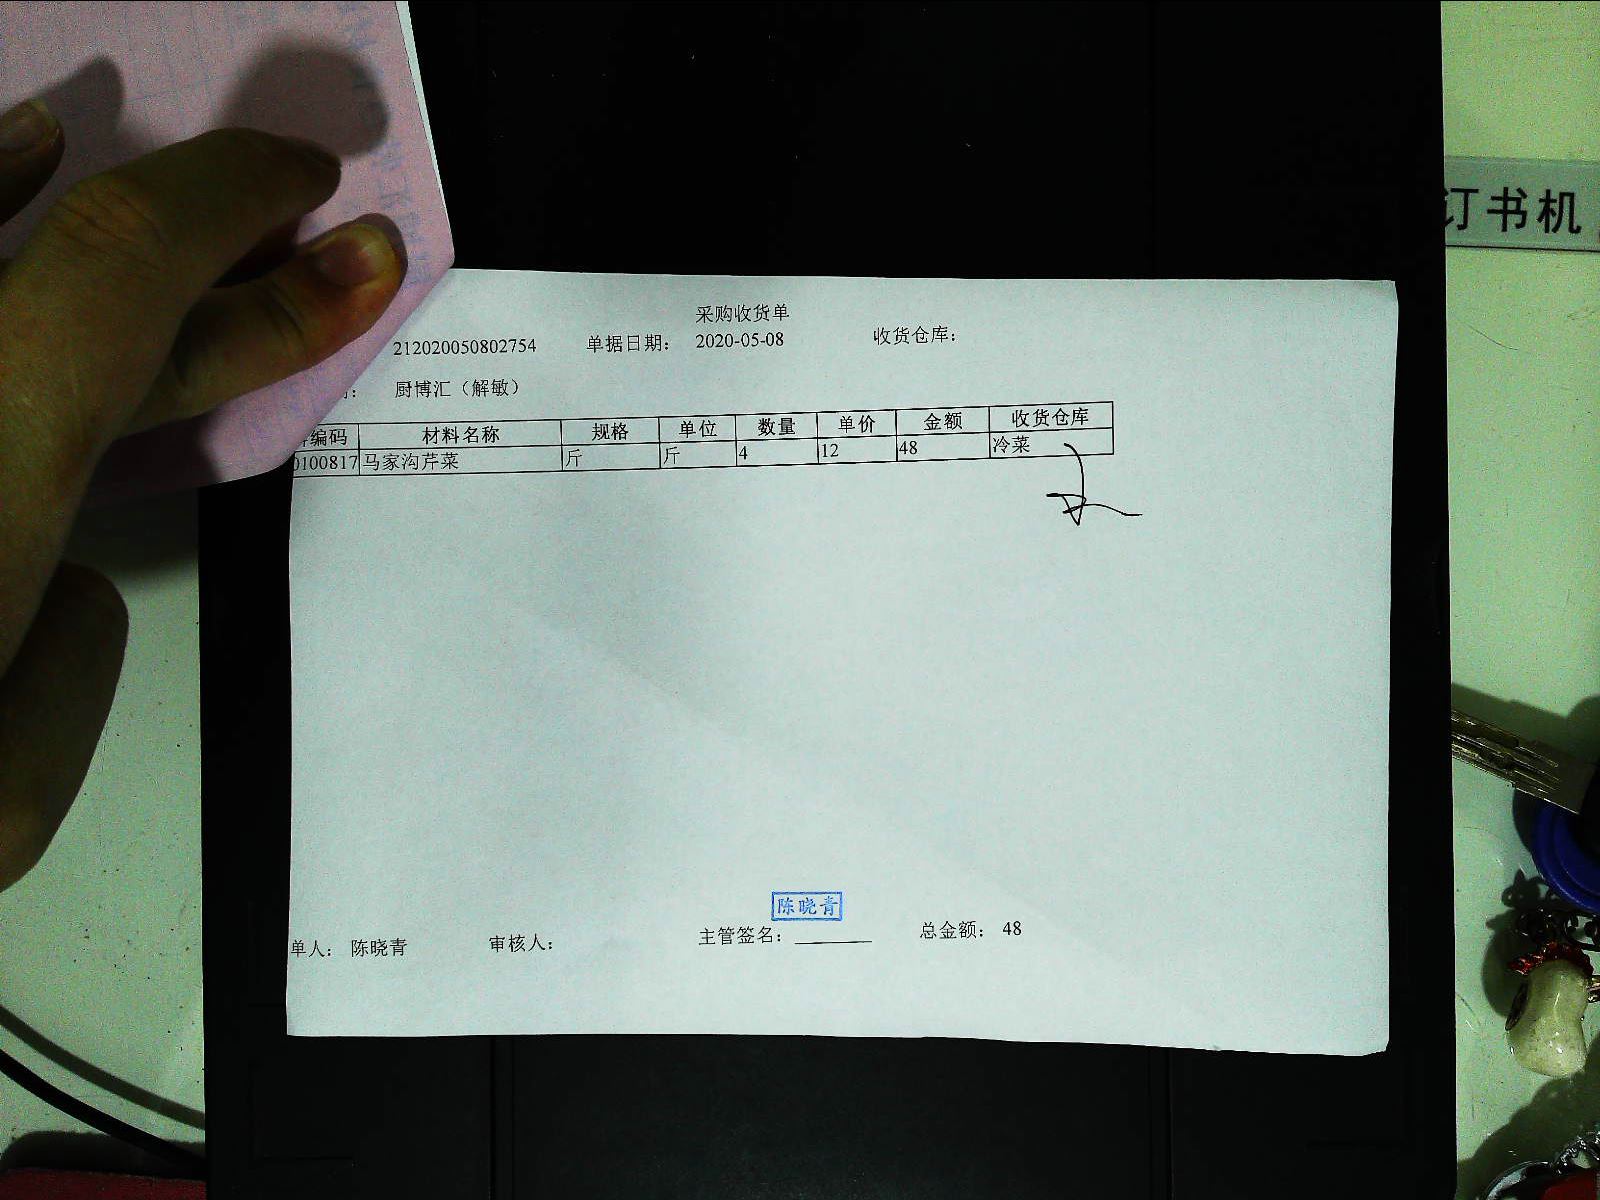 订书机
采购收货单
212020050802754 单据日期： 2020-05-08 收货仓库：
： 厨博汇（解敏）
编码 材料名称 规格 单位 数量 单价 金额 收货仓库
0100817 马家沟芹菜 斤 斤 4 12 48 冷菜
陈晓青
单人： 陈晓青 审核人： 主管签名： 总金额： 48